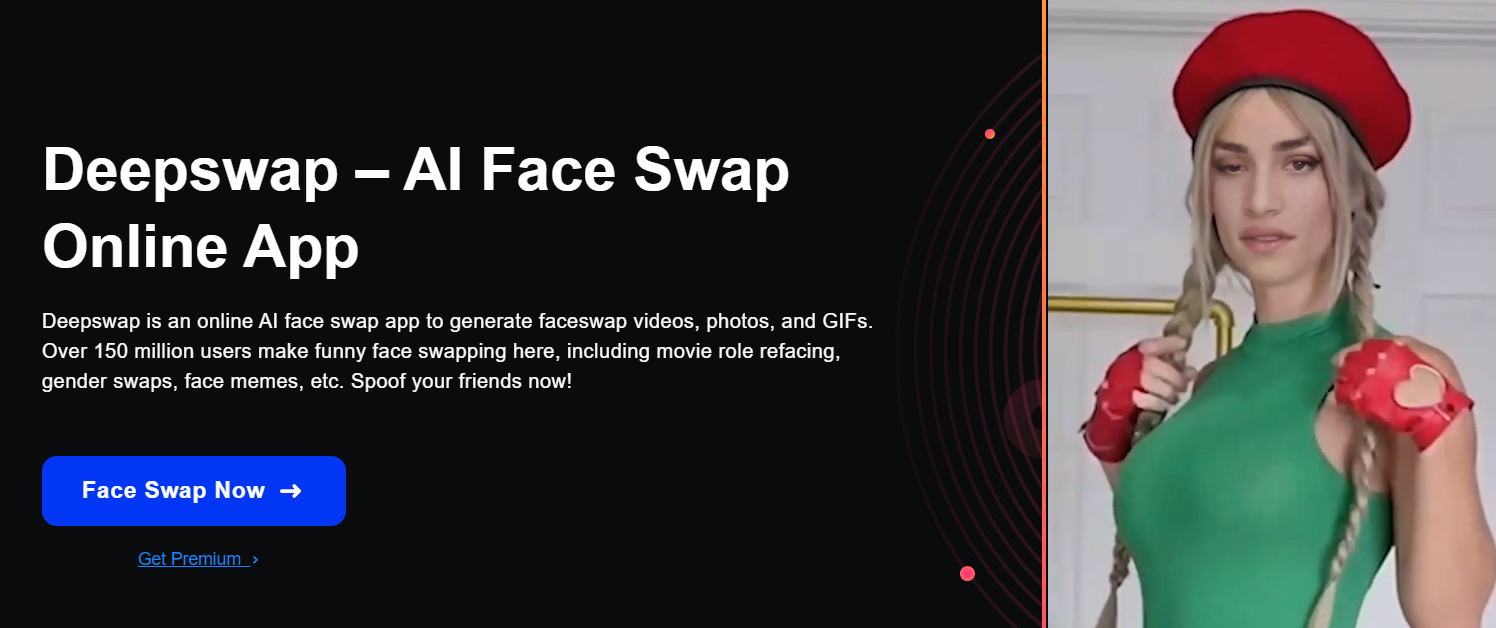 Deepswap – AI Face Swap
Online App
Deepswap is an online AI face swap app to generate faceswap videos, photos, and GIFs.
Over 150 million users make funny face swapping here, including movie role refacing,
gender swaps, face memes, etc. Spoof your friends now!
Face Swap Now →
Get Premium ›